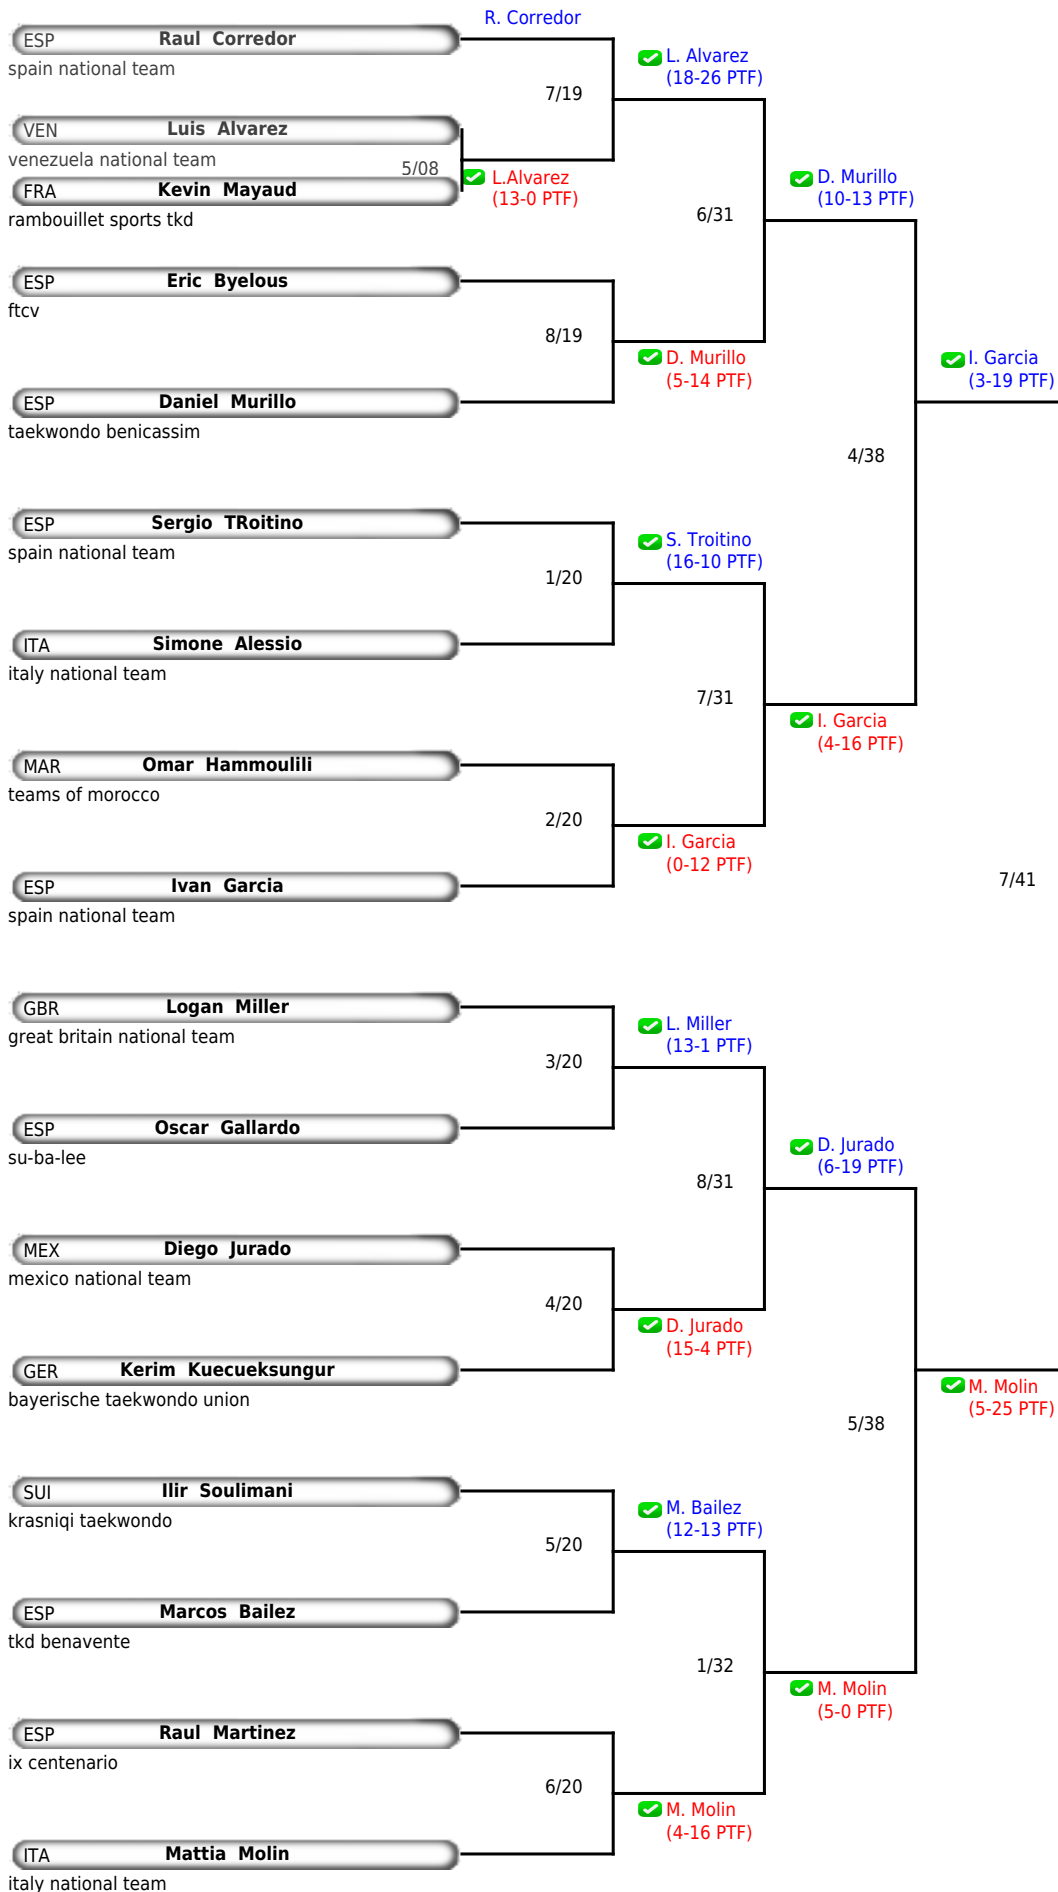 R. Corredor
ESP Raul Corredor
spain national team
L. Alvarez
(18-26 PTF)
7/19
VEN Luis Alvarez
venezuela national team
5/08
L.Alvarez
(13-0 PTF)
FRA Kevin Mayaud
rambouillet sports tkd
D. Murillo
(10-13 PTF)
6/31
ESP Eric Byelous
ftcv
8/19
D. Murillo
(5-14 PTF)
I. Garcia
(3-19 PTF)
ESP Daniel Murillo
taekwondo benicassim
4/38
ESP Sergio TRoitino
spain national team
S. Troitino
(16-10 PTF)
1/20
ITA Simone Alessio
italy national team
7/31
I. Garcia
(4-16 PTF)
MAR Omar Hammoulili
teams of morocco
2/20
I. Garcia
(0-12 PTF)
ESP Ivan Garcia
spain national team
7/41
GBR Logan Miller
great britain national team
L. Miller
(13-1 PTF)
3/20
ESP Oscar Gallardo
su-ba-lee
D. Jurado
(6-19 PTF)
8/31
MEX Diego Jurado
mexico national team
4/20
D. Jurado
(15-4 PTF)
GER Kerim Kuecueksungur
bayerische taekwondo union
M. Molin
(5-25 PTF)
5/38
SUI Ilir Soulimani
krasniqi taekwondo
M. Bailez
(12-13 PTF)
5/20
ESP Marcos Bailez
tkd benavente
1/32
M. Molin
(5-0 PTF)
ESP Raul Martinez
ix centenario
6/20
M. Molin
(4-16 PTF)
ITA Mattia Molin
italy national team